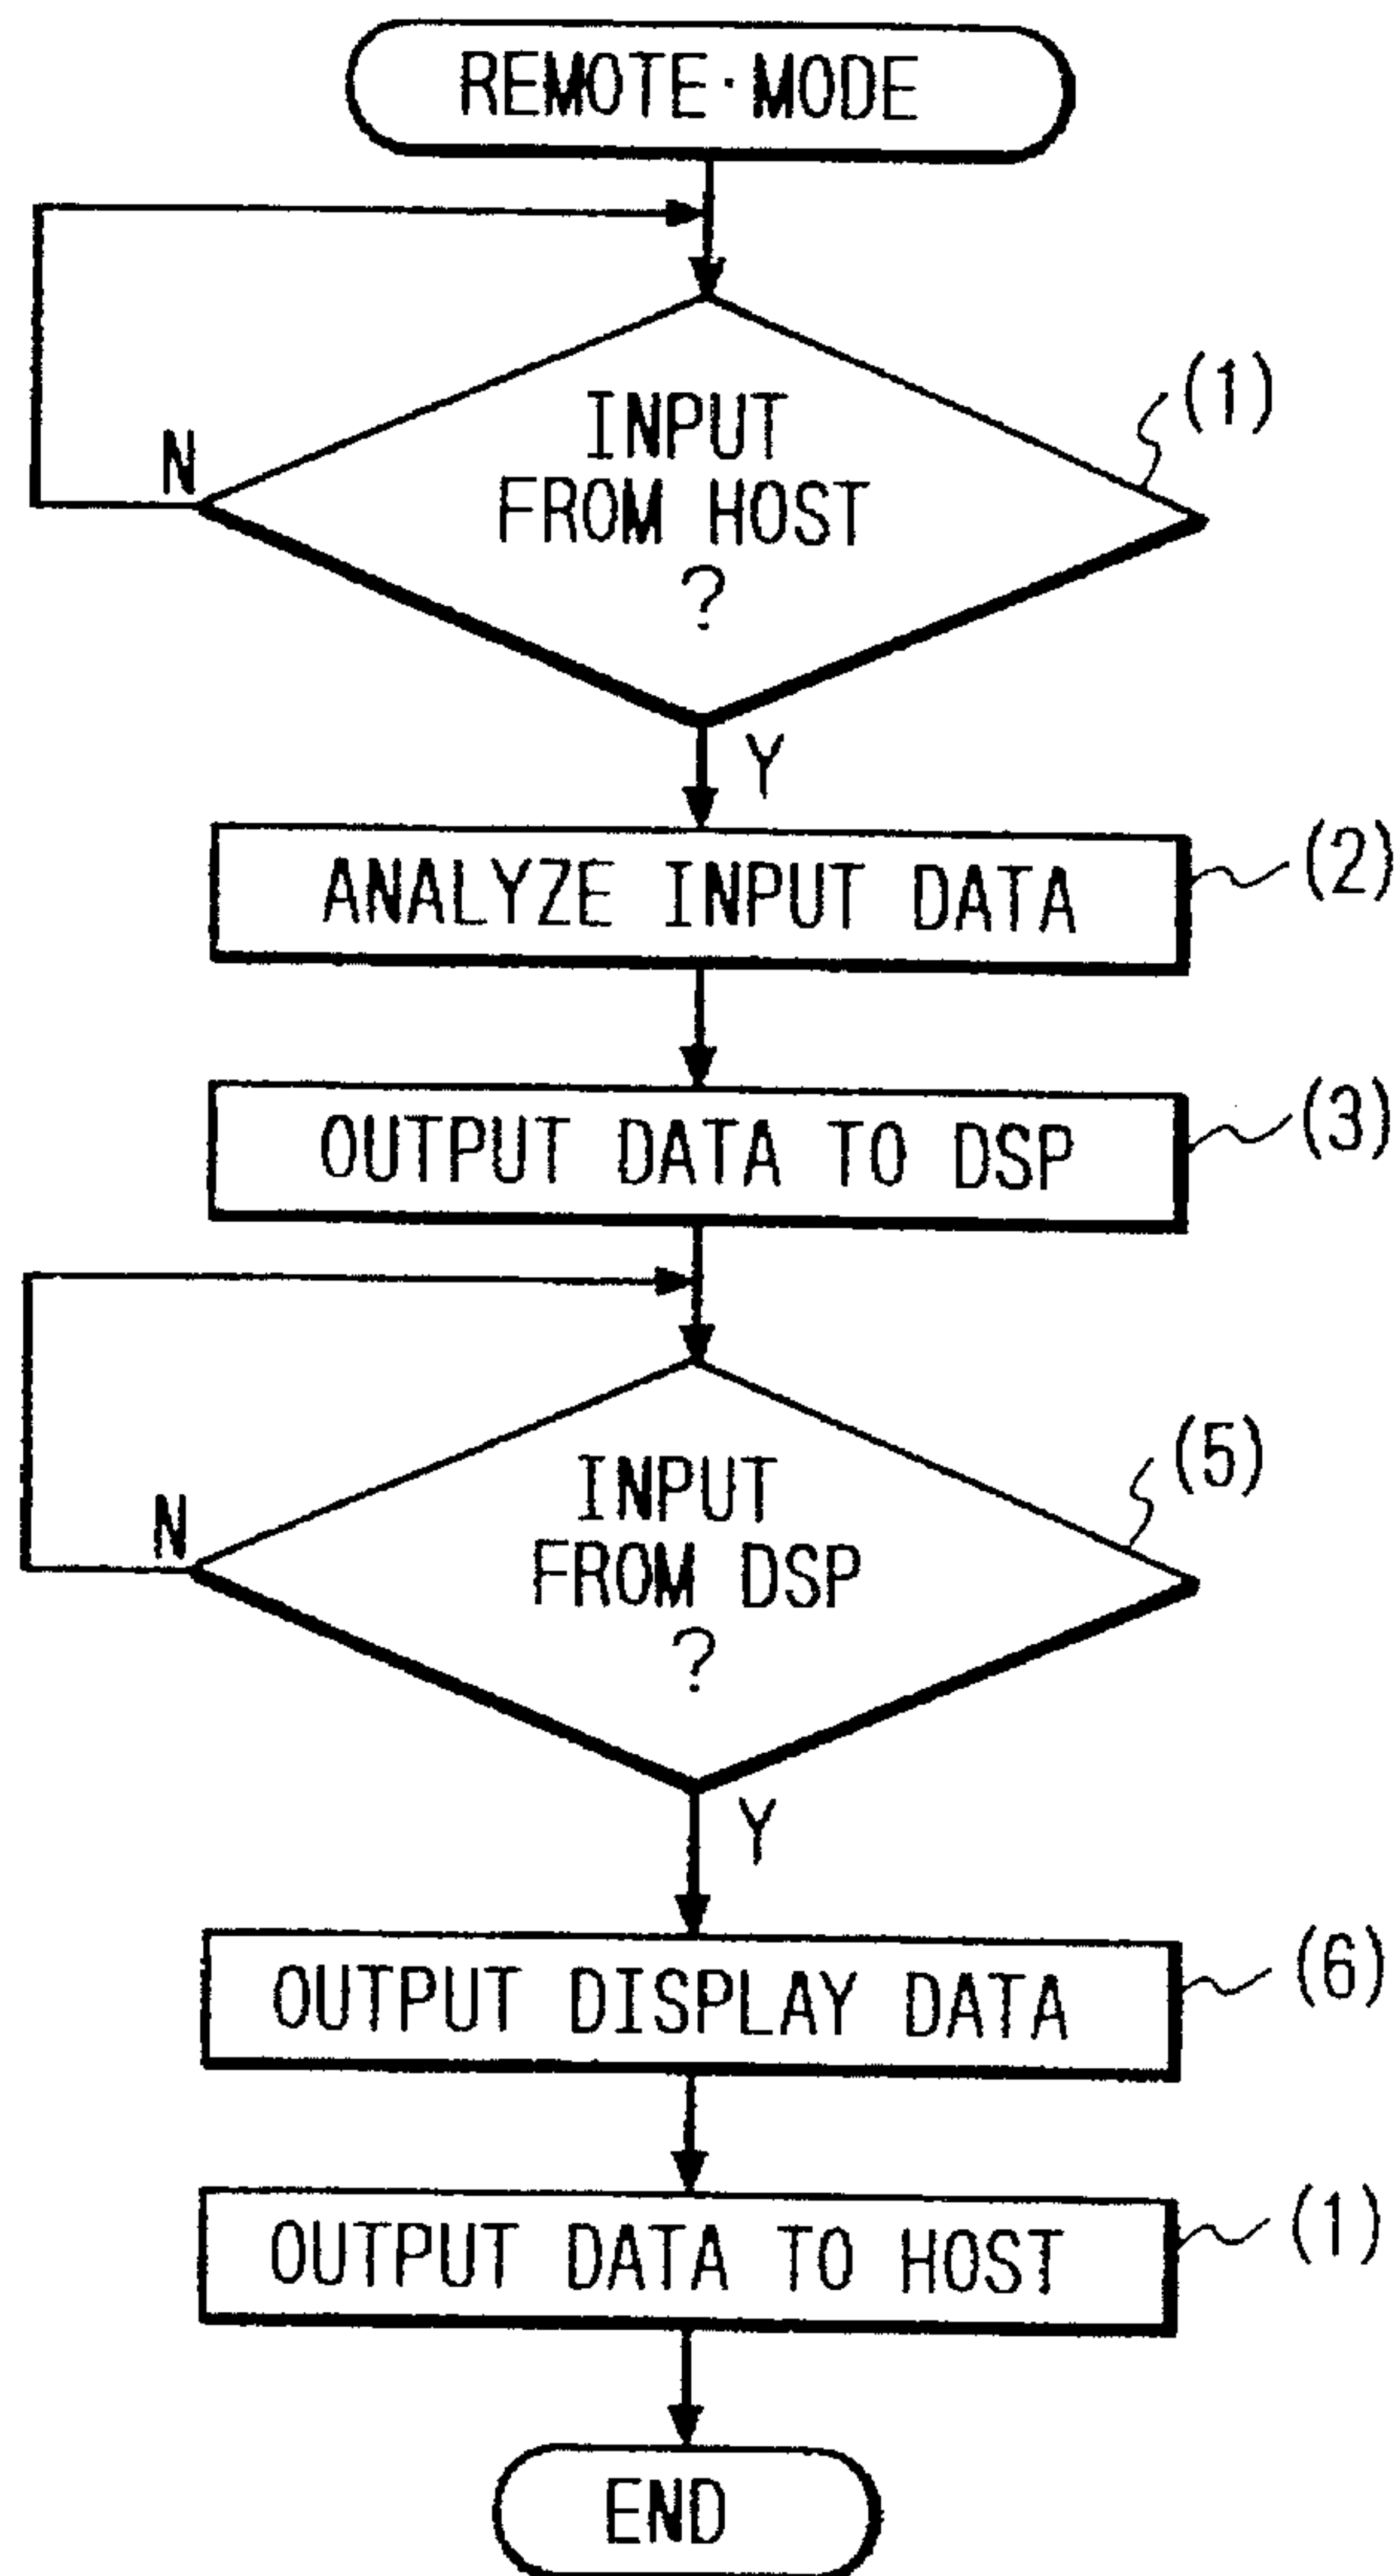 REMOTE·MODE
INPUT
FROM HOST
?
(1)
N
Y
ANALYZE INPUT DATA
(2)
OUTPUT DATA TO DSP
(3)
INPUT
FROM DSP
?
(5)
N
Y
OUTPUT DISPLAY DATA
(6)
OUTPUT DATA TO HOST
(1)
END